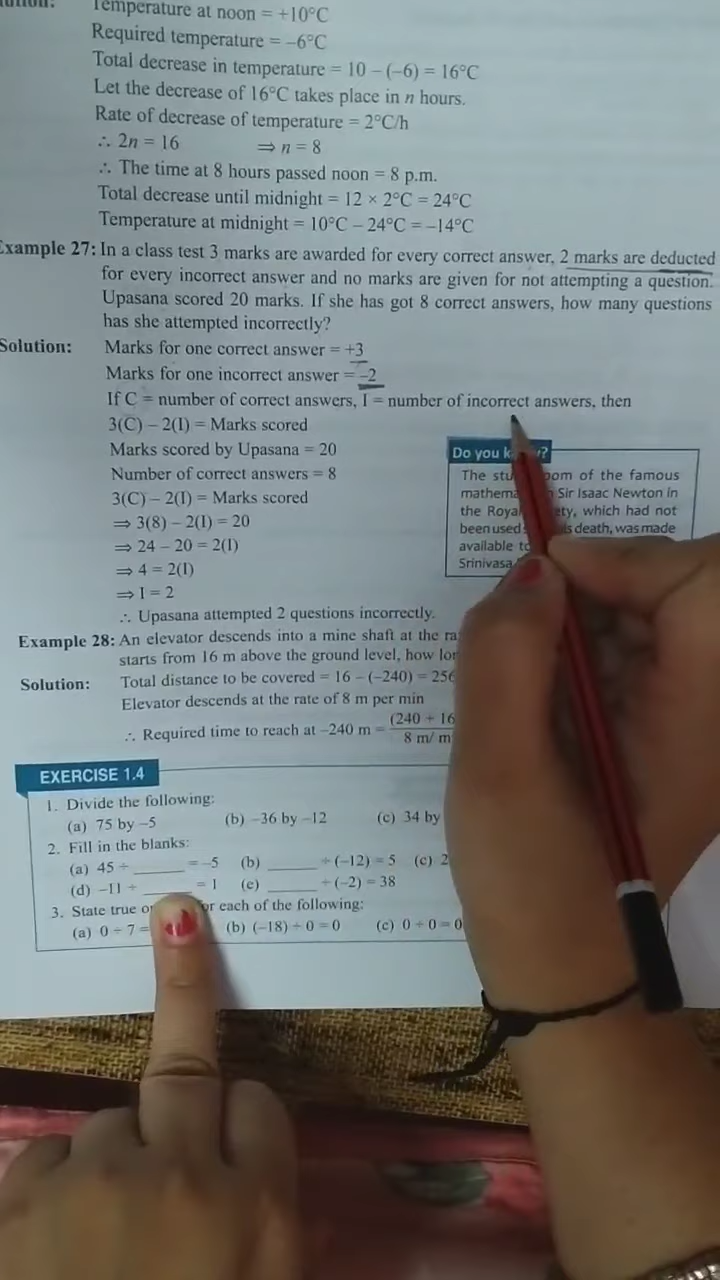 Temperature at noon = +10°C
Required temperature = –6°C
Total decrease in temperature = 10 – (–6) = 16°C
Let the decrease of 16°C takes place in n hours.
Rate of decrease of temperature = 2°C/h
∴ 2n = 16 ⇒ n = 8
∴ The time at 8 hours passed noon = 8 p.m.
Total decrease until midnight = 12 × 2°C = 24°C
Temperature at midnight = 10°C – 24°C = –14°C
Example 27: In a class test 3 marks are awarded for every correct answer, 2 marks are deducted
for every incorrect answer and no marks are given for not attempting a question.
Upasana scored 20 marks. If she has got 8 correct answers, how many questions
has she attempted incorrectly?
Solution: Marks for one correct answer = +3
Marks for one incorrect answer = –2
If C = number of correct answers, I = number of incorrect answers, then
3(C) – 2(I) = Marks scored
Marks scored by Upasana = 20
Number of correct answers = 8
3(C) – 2(I) = Marks scored
⇒ 3(8) – 2(I) = 20
⇒ 24 – 20 = 2(I)
⇒ 4 = 2(I)
⇒ I = 2
∴ Upasana attempted 2 questions incorrectly.
Do you
The of the famous
Sir Isaac Newton in
the which had not
been used death, was made
available
Srinivasa
Example 28: An elevator descends into a mine shaft at the
starts from 16 m above the ground level, how
Solution: Total distance to be covered = 16 – (–240) =
Elevator descends at the rate of 8 m per min
∴ Required time to reach at –240 m = (240 + 16
8 m/ m
EXERCISE 1.4
1. Divide the following:
(a) 75 by –5 (b) –36 by –12 (c) 34 by
2. Fill in the blanks:
(a) 45 ÷ ______ = –5 (b) ______ ÷ (–12) = 5 (c) 2
(d) –11 ÷ ______ = 1 (e) ______ ÷ (–2) = 38
3. State true for each of the following:
(a) 0 ÷ 7 = (b) (–18) ÷ 0 = 0 (c) 0 ÷ 0 = 0